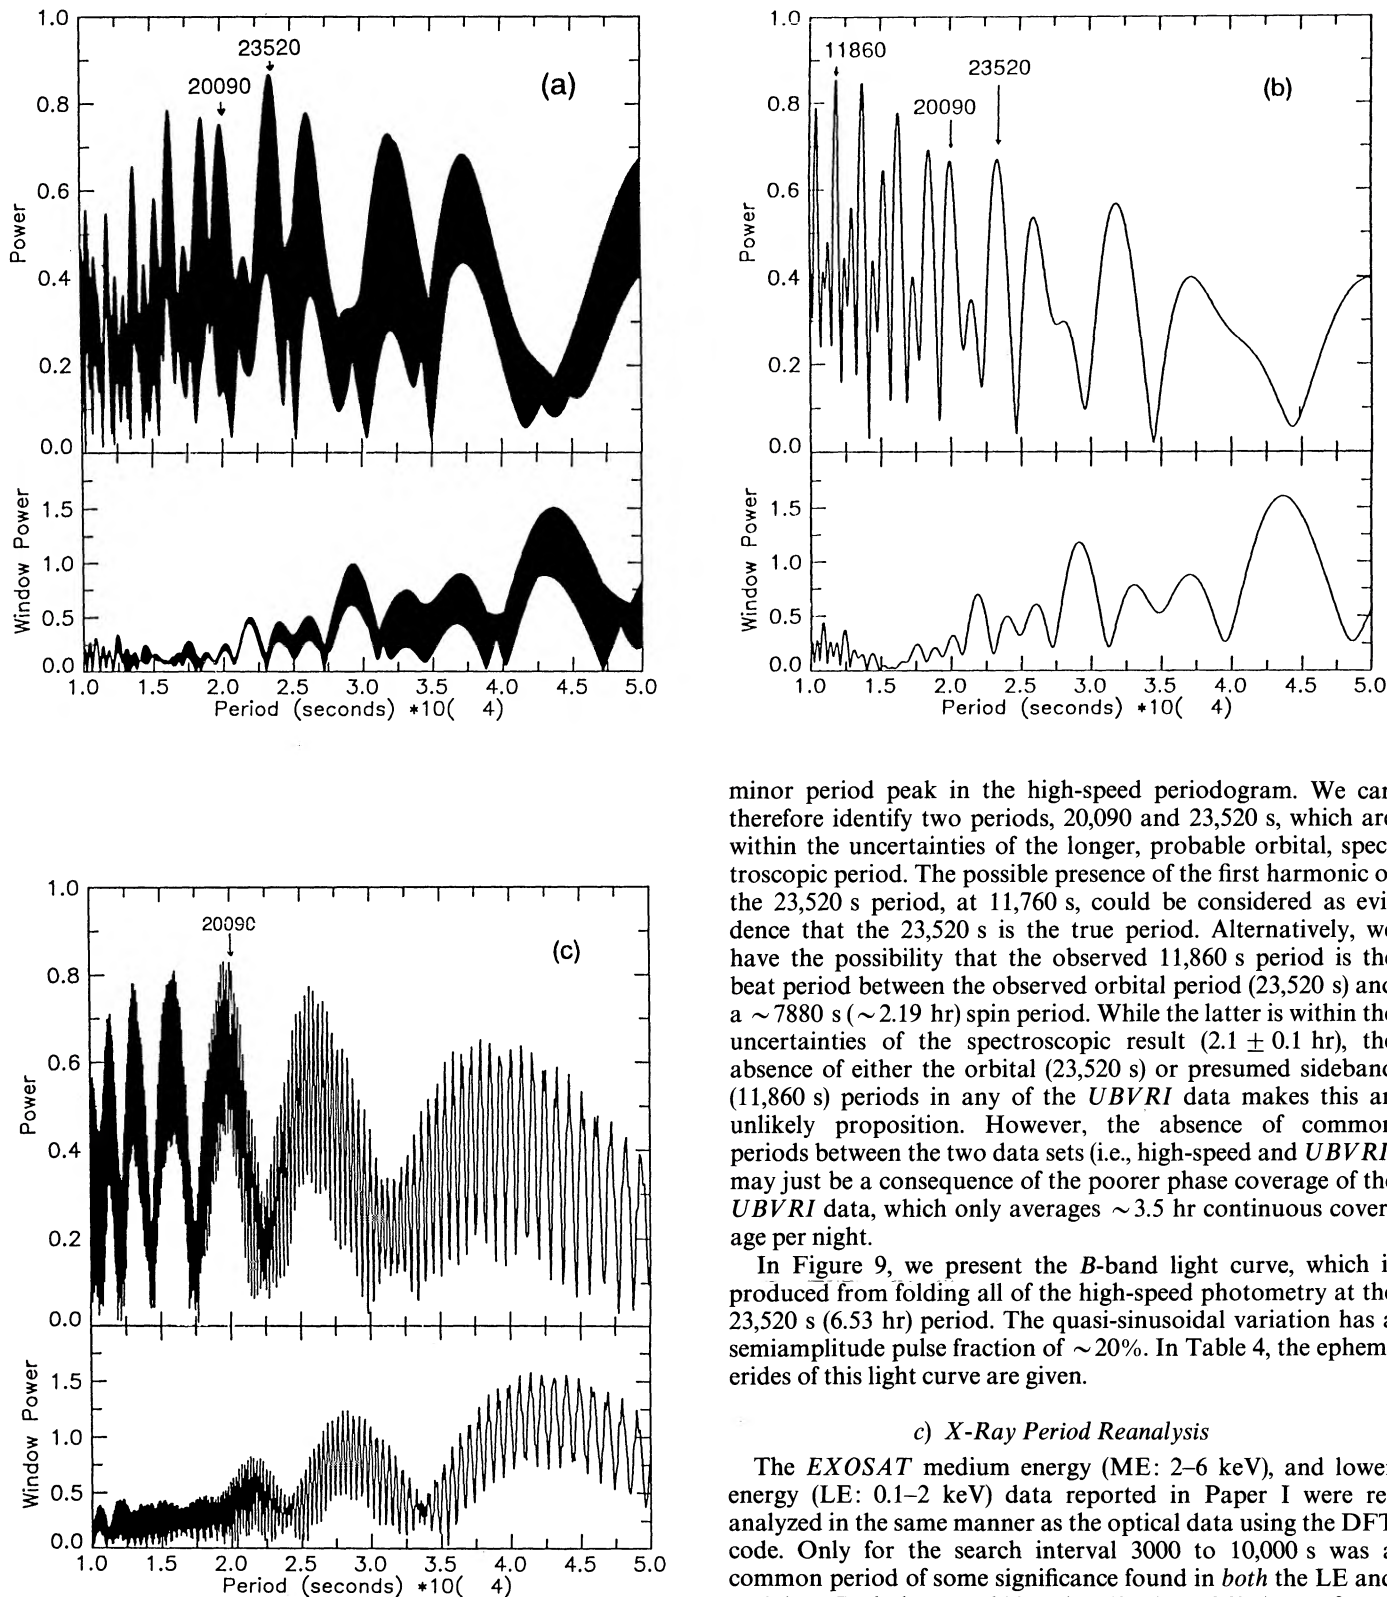 1.0
0.8
0.6
0.4
0.2
0.0
Power
23520
20090
(a)
1.5
1.0
0.5
0.0
Window Power
1.0 1.5 2.0 2.5 3.0 3.5 4.0 4.5 5.0
Period (seconds) *10( 4)
1.0
0.8
0.6
0.4
0.2
0.0
Power
11860
23520
20090
(b)
1.5
1.0
0.5
0.0
Window Power
1.0 1.5 2.0 2.5 3.0 3.5 4.0 4.5 5.0
Period (seconds) *10( 4)
1.0
0.8
0.6
0.4
0.2
0.0
Power
20090
(c)
1.5
1.0
0.5
0.0
Window Power
1.0 1.5 2.0 2.5 3.0 3.5 4.0 4.5 5.0
Period (seconds) *10( 4)
minor period peak in the high-speed periodogram. We can
therefore identify two periods, 20,090 and 23,520 s, which are
within the uncertainties of the longer, probable orbital, spec
troscopic period. The possible presence of the first harmonic o
the 23,520 s period, at 11,760 s, could be considered as evi
dence that the 23,520 s is the true period. Alternatively, we
have the possibility that the observed 11,860 s period is the
beat period between the observed orbital period (23,520 s) and
a ~7880 s (~2.19 hr) spin period. While the latter is within the
uncertainties of the spectroscopic result (2.1 ± 0.1 hr), the
absence of either the orbital (23,520 s) or presumed sideband
(11,860 s) periods in any of the UBVRI data makes this an
unlikely proposition. However, the absence of common
periods between the two data sets (i.e., high-speed and UBVRI
may just be a consequence of the poorer phase coverage of the
UBVRI data, which only averages ~3.5 hr continuous cover
age per night.
In Figure 9, we present the B-band light curve, which i
produced from folding all of the high-speed photometry at the
23,520 s (6.53 hr) period. The quasi-sinusoidal variation has a
semiamplitude pulse fraction of ~20%. In Table 4, the ephem
erides of this light curve are given.
c) X-Ray Period Reanalysis
The EXOSAT medium energy (ME: 2–6 keV), and lower
energy (LE: 0.1–2 keV) data reported in Paper I were re
analyzed in the same manner as the optical data using the DFT
code. Only for the search interval 3000 to 10,000 s was a
common period of some significance found in both the LE and